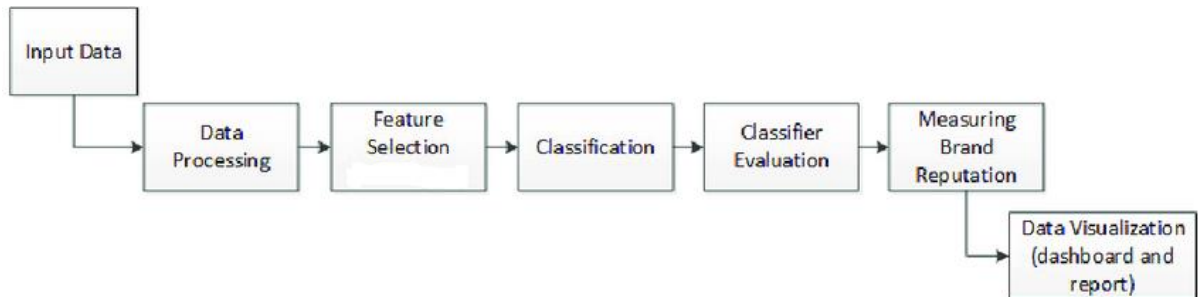 Input Data
Data
Processing
Feature
Selection
Classification
Classifier
Evaluation
Measuring
Brand
Reputation
Data Visualization
(dashboard and
report)